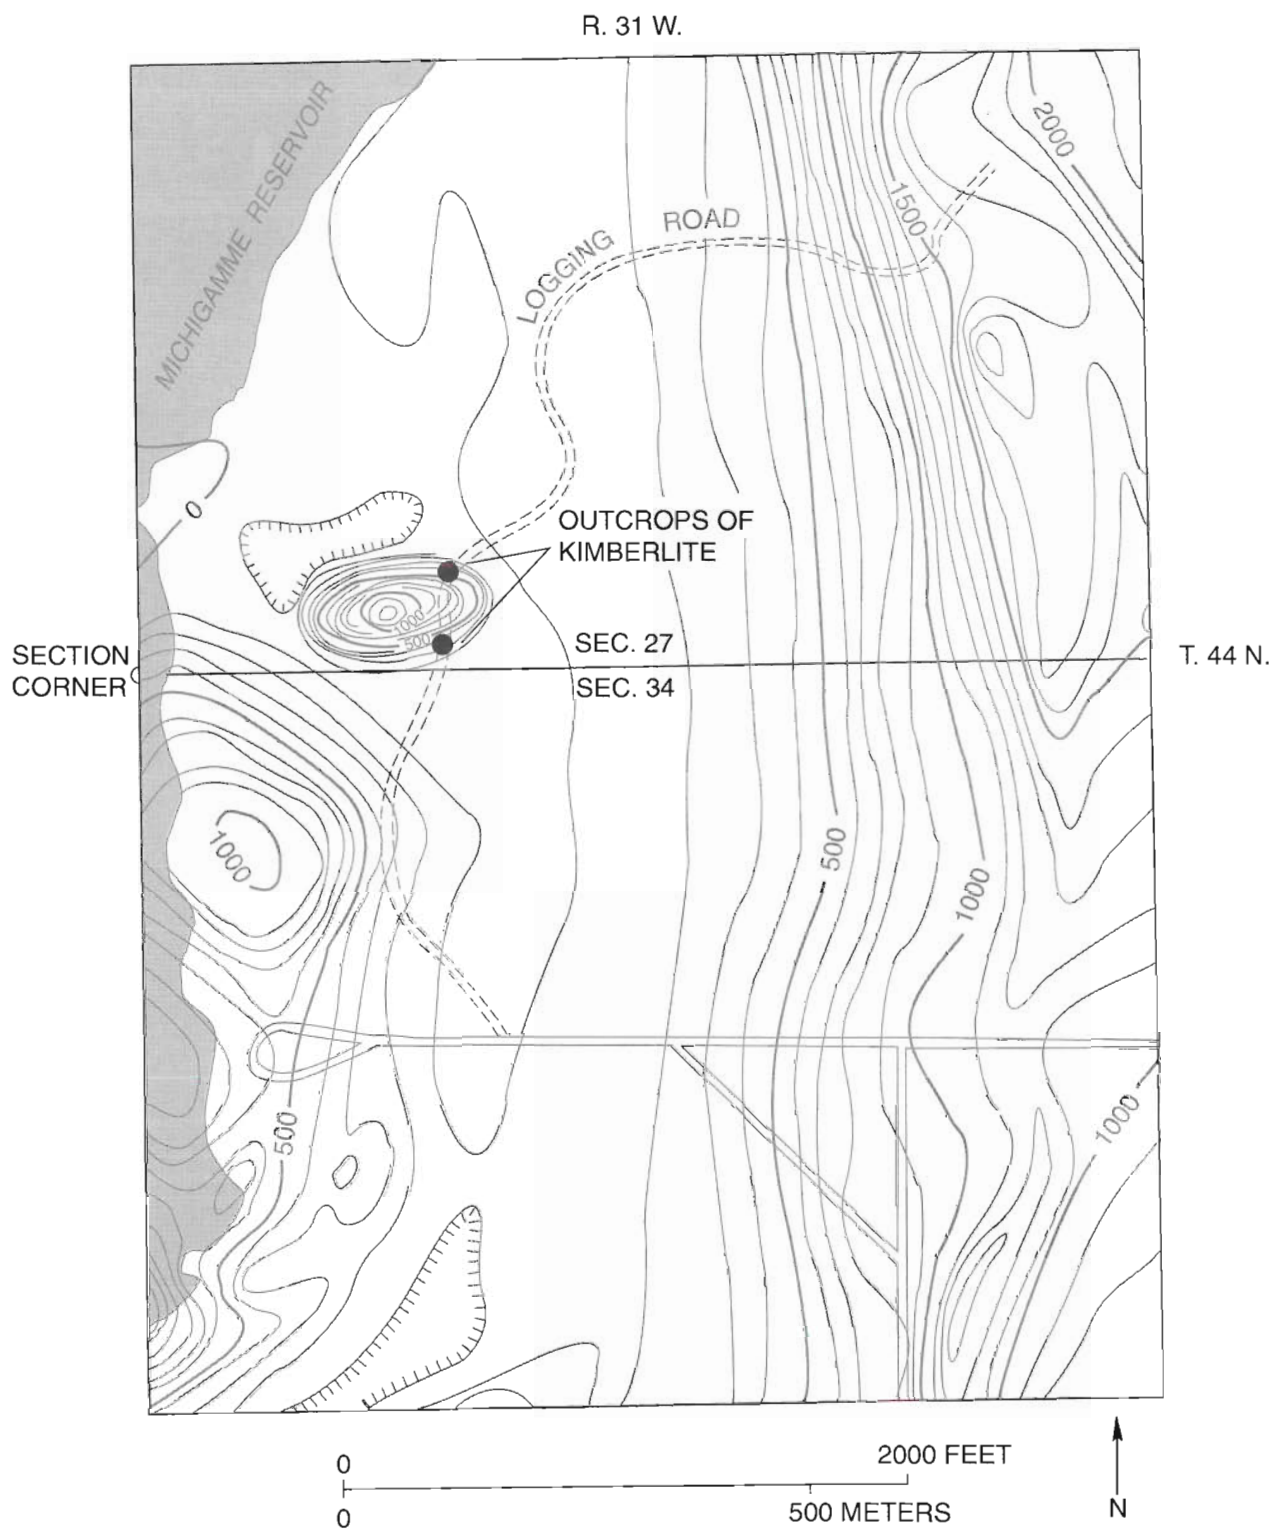 R. 31 W.
MICHIGAMME RESERVOIR
2000
1500
LOGGING ROAD
0
OUTCROPS OF
KIMBERLITE
500
SECTION
CORNER
SEC. 27
SEC. 34
T. 44 N.
1000
500
1000
500
1000
0
2000 FEET
0
500 METERS
N